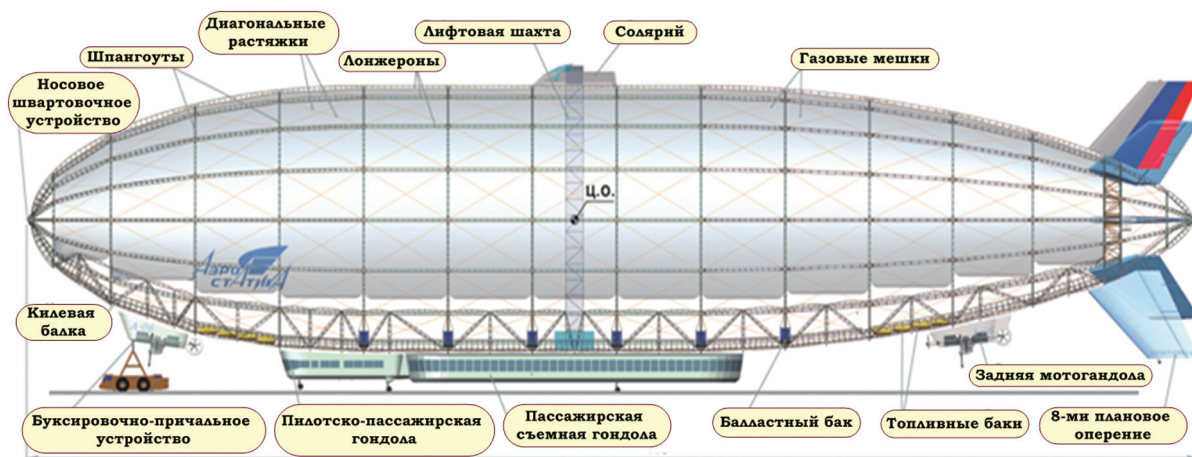 Диагональные
растяжки
Лифтовая шахта
Солярий
Шпангоуты
Лонжероны
Газовые мешки
Носовое
швартовочное
устройство
Ц.О.
АэроСтатикА
Килевая
балка
Задняя мотогандола
Буксировочно-причальное
устройство
Пилотско-пассажирская
гондола
Пассажирская
съемная гондола
Балластный бак
Топливные баки
8-ми плановое
оперение